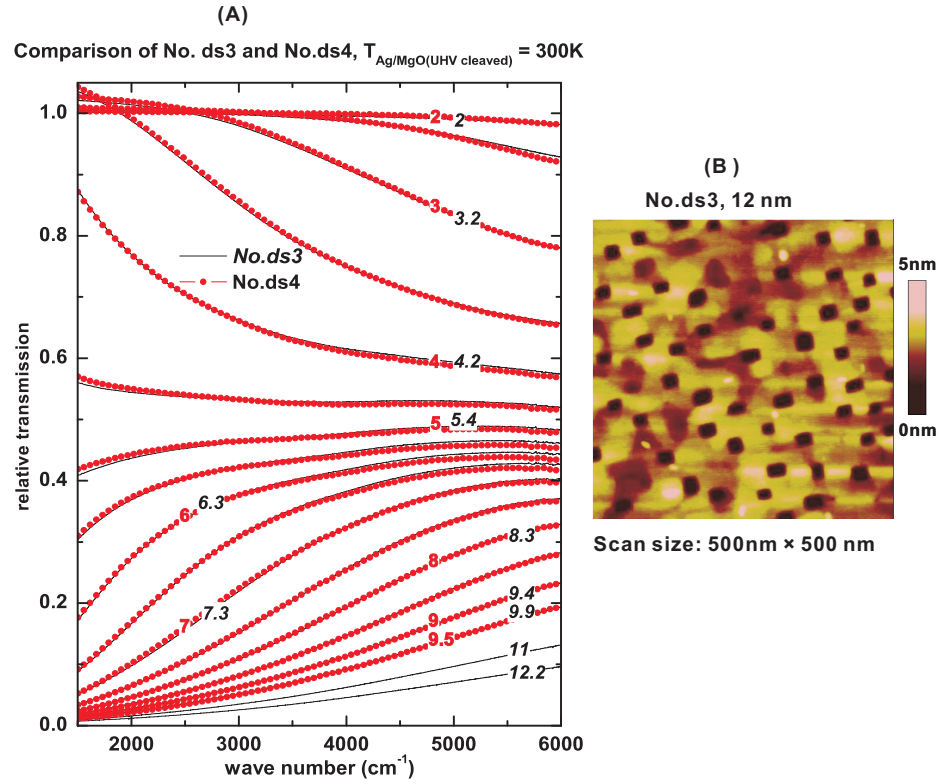 (A)
Comparison of No. ds3 and No.ds4, T Ag/MgO(UHV cleaved) = 300K
relative transmission
1.0
0.8
0.6
0.4
0.2
0.0
2 2
3 3.2
No.ds3
No.ds4
4 4.2
5 5.4
6 6.3
8.3
8
7 7.3
9.4
9 9.9
9.5
11
12.2
2000 3000 4000 5000 6000
wave number (cm-1)
(B )
No.ds3, 12 nm
5nm
0nm
Scan size: 500nm × 500 nm